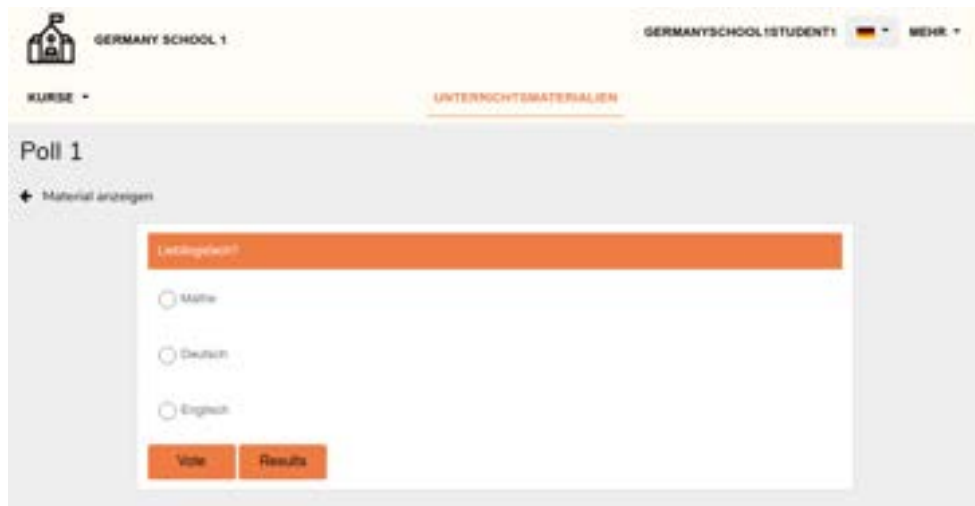 GERMANY SCHOOL 1
GERMANYSCHOOL1STUDENT1
MEHR
KURSE
UNTERRICHTSMATERIALIEN
Poll 1
Material anzeigen
Lieblingsfach?
Mathe
Deutsch
Englisch
Vote
Results